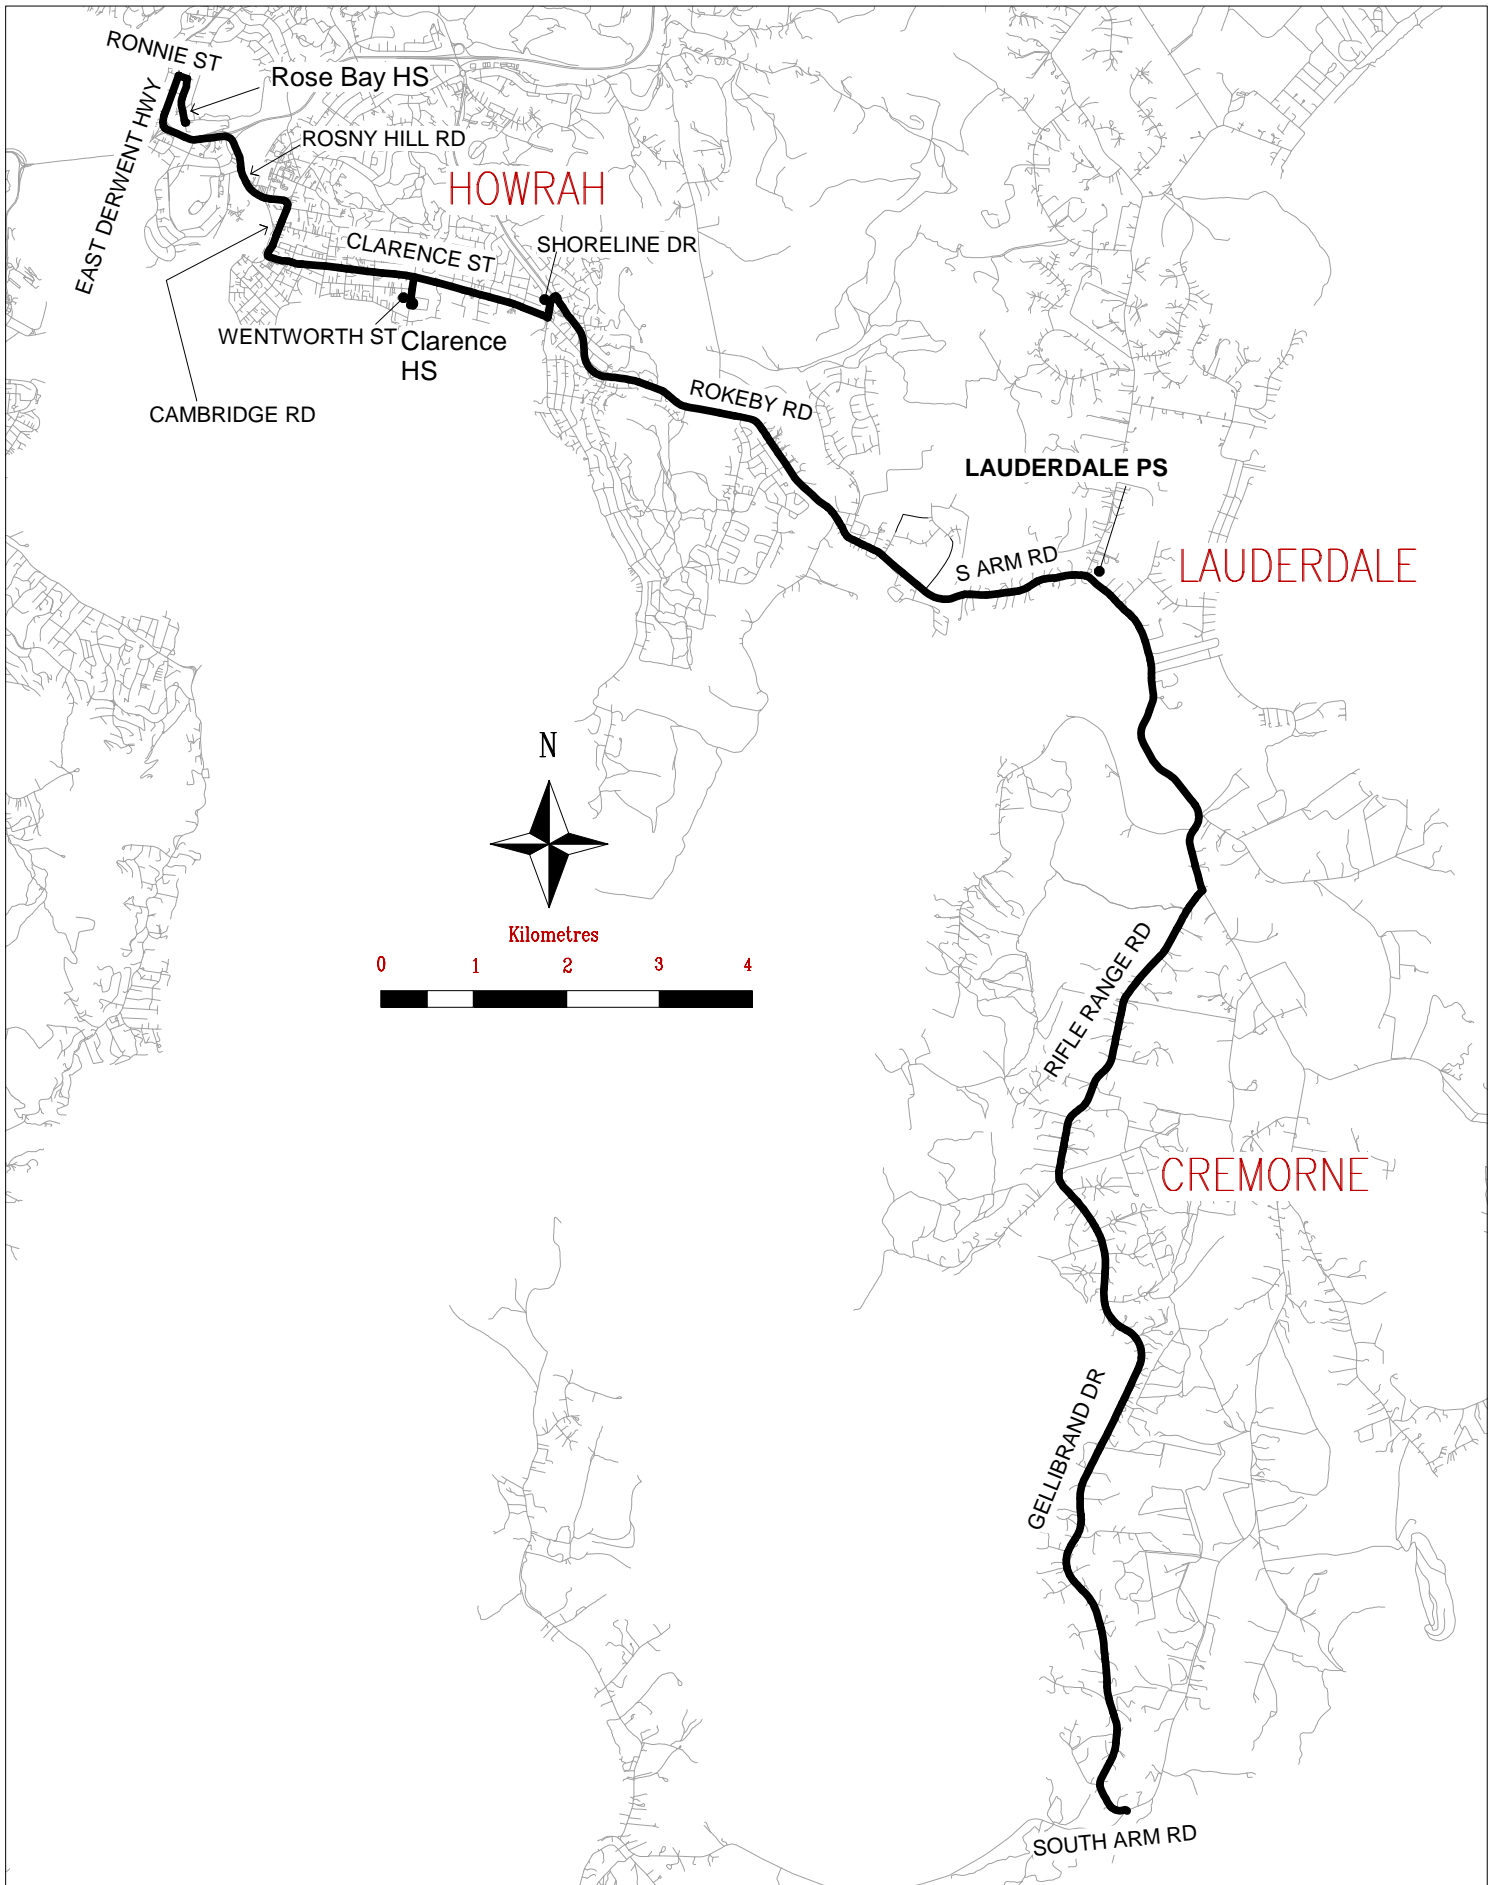 RONNIE ST
Rose Bay HS
EAST DERWENT HWY
ROSNY HILL RD
HOWRAH
CLARENCE ST
SHORELINE DR
WENTWORTH ST
Clarence
HS
CAMBRIDGE RD
ROKEBY RD
LAUDERDALE PS
S ARM RD
LAUDERDALE
N
Kilometres
0 1 2 3 4
RIFLE RANGE RD
CREMORNE
GELLIBRAND DR
SOUTH ARM RD